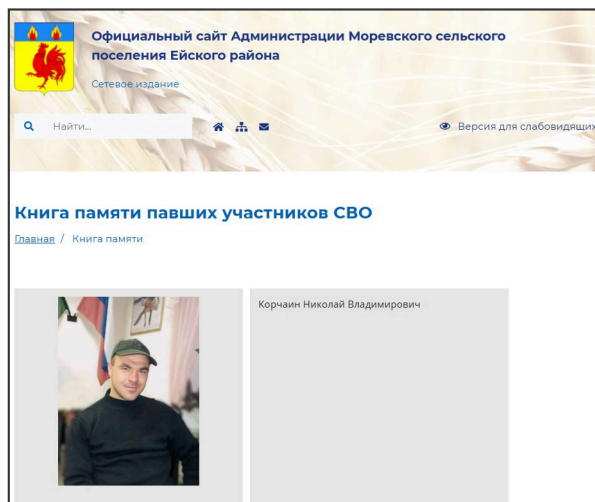 Официальный сайт Администрации Моревского сельского
поселения Ейского района
Сетевое издание
Найти...
Версия для слабовидящих
Книга памяти павших участников СВО
Главная / Книга памяти
Корчаин Николай Владимирович